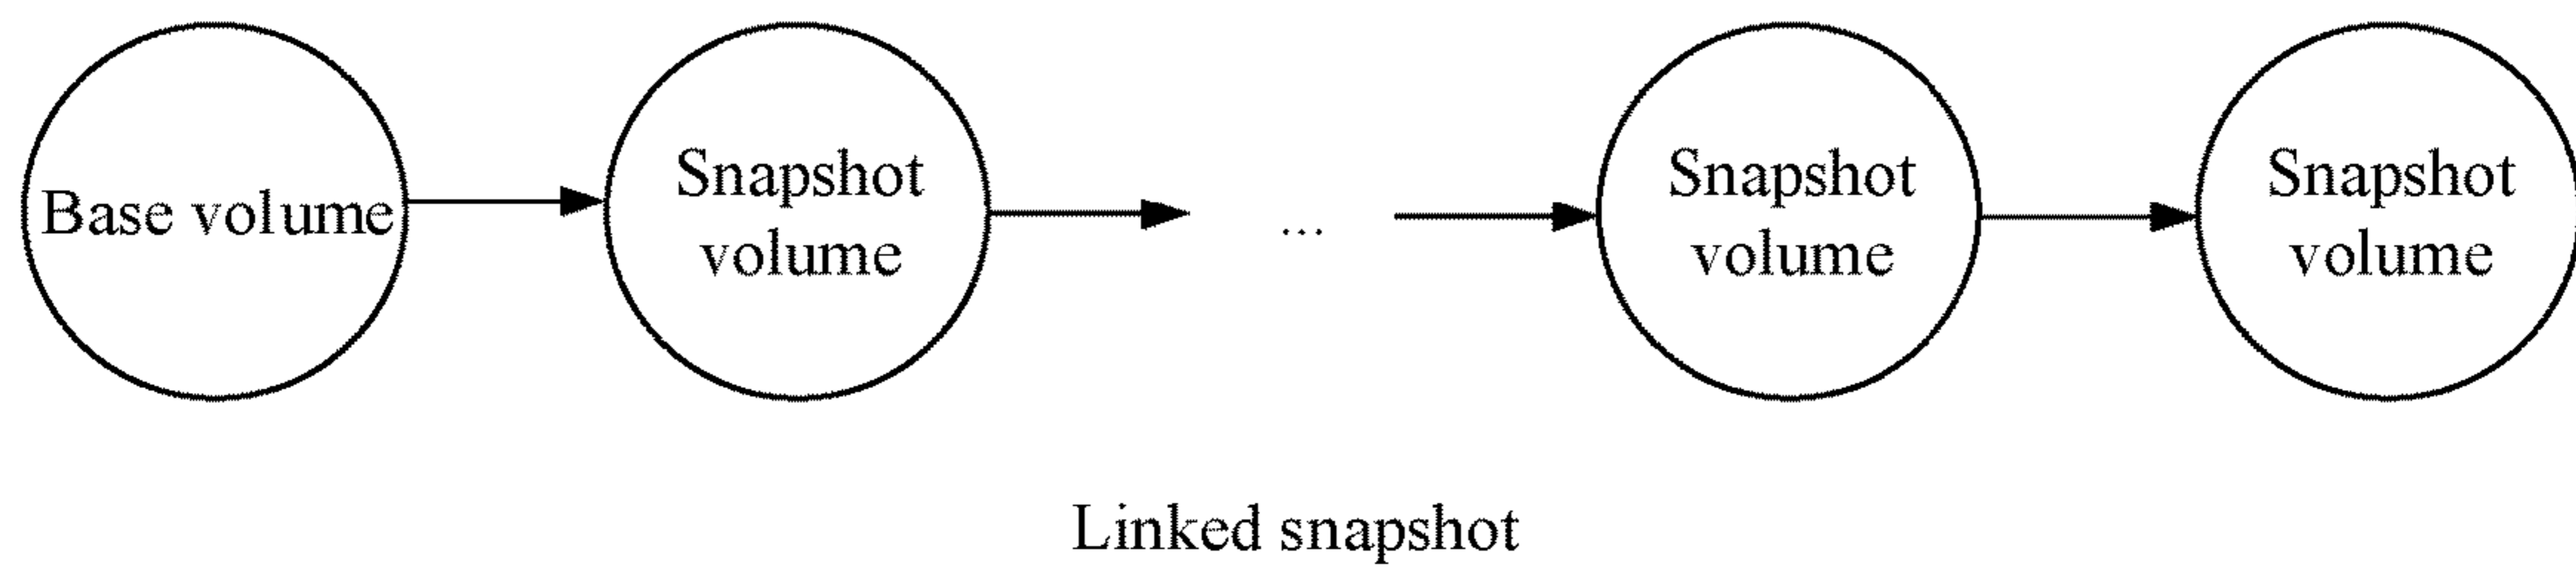 Base volume
Snapshot
volume
...
Snapshot
volume
Snapshot
volume
Linked snapshot